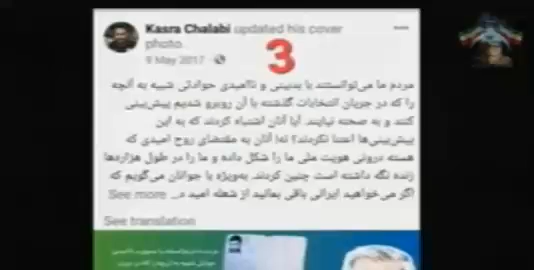 Kasra Chalabi updated his cover
photo.
9 May 2017
3
مردم ما می‌توانستند با بدبینی و ناامیدی حوادثی شبیه به آنچه
را که در جریان انتخابات گذشته با آن روبرو شدیم پیش‌بینی
کنند و به صحنه نیایند. آیا آنان اشتباه کردند که به این
پیش‌بینی‌ها اعتنا نکردند؟ نه! آنان به مقتضای روح امیدی که
هسته درونی هویت ملی ما را شکل داده و ما را در طول هزاره‌ها
زنده نگه داشته است چنین کردند. به‌ویژه با جوانان می‌گویم که
اگر می‌خواهید ایرانی باقی بمانید از شعله امید د... See more
See translation